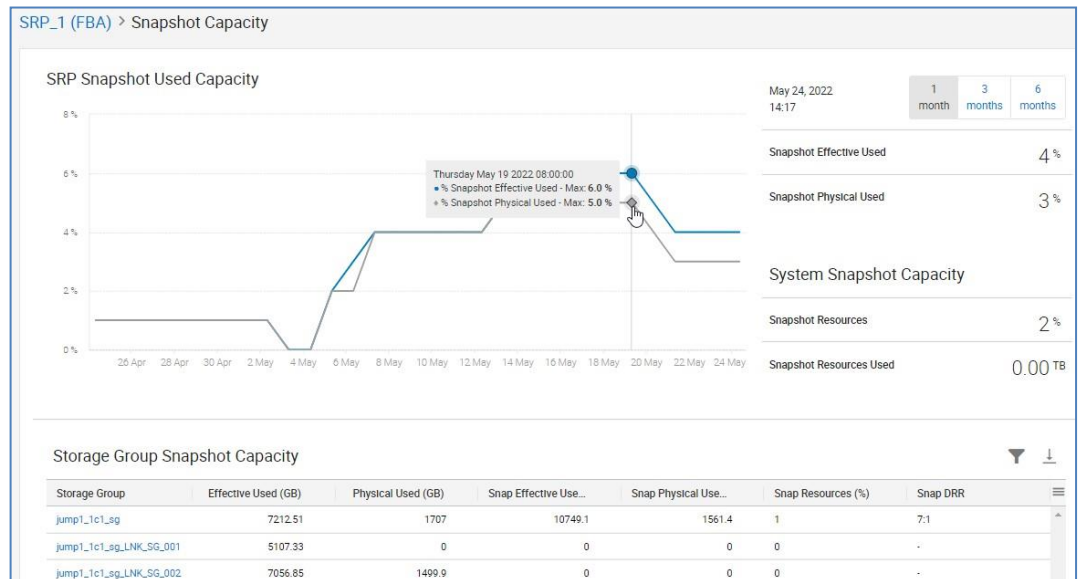 SRP_1 (FBA) > Snapshot Capacity
SRP Snapshot Used Capacity
8 %
6 %
4 %
2 %
0 %
Thursday May 19 2022 08:00:00
% Snapshot Effective Used - Max: 6.0 %
% Snapshot Physical Used - Max: 5.0 %
26 Apr 28 Apr 30 Apr 2 May 4 May 6 May 8 May 10 May 12 May 14 May 16 May 18 May 20 May 22 May 24 May
May 24, 2022
14:17
1 month
3 months
6 months
Snapshot Effective Used 4 %
Snapshot Physical Used 3 %
System Snapshot Capacity
Snapshot Resources 2 %
Snapshot Resources Used 0.00 TB
Storage Group Snapshot Capacity
Storage Group Effective Used (GB) Physical Used (GB) Snap Effective Use... Snap Physical Use... Snap Resources (%) Snap DRR
jump1_1c1_sg 7212.51 1707 10749.1 1561.4 1 7:1
jump1_1c1_sg_LNK_SG_001 5107.33 0 0 0 0 -
jump1_1c1_sg_LNK_SG_002 7056.85 1499.9 0 0 0 -